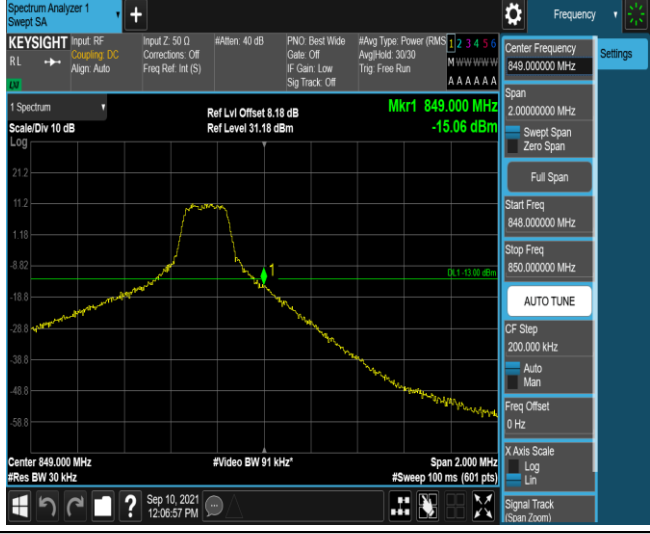 Spectrum Analyzer 1
Swept SA
+
Frequency
KEYSIGHT
Input: RF
Coupling: DC
Align: Auto
Input Z: 50 Ω
Corrections: Off
Freq Ref: Int (S)
#Atten: 40 dB
PNO: Best Wide
Gate: Off
IF Gain: Low
Sig Track: Off
#Avg Type: Power (RMS
Avg|Hold: 30/30
Trig: Free Run
1 2 3 4 5 6
M W W W W W
A A A A A A
R L
LXI
1 Spectrum
Scale/Div 10 dB
Log
Ref Lvl Offset 8.18 dB
Ref Level 31.18 dBm
Mkr1 849.000 MHz
-15.06 dBm
21.2
11.2
1.18
-8.82
-18.8
-28.8
-38.8
-48.8
-58.8
1
DL1 -13.00 dBm
Center 849.000 MHz
#Res BW 30 kHz
#Video BW 91 kHz*
Span 2.000 MHz
#Sweep 100 ms (601 pts)
?
Sep 10, 2021
12:06:57 PM
Center Frequency
849.000000 MHz
Settings
Span
2.00000000 MHz
Swept Span
Zero Span
Full Span
Start Freq
848.000000 MHz
Stop Freq
850.000000 MHz
AUTO TUNE
CF Step
200.000 kHz
Auto
Man
Freq Offset
0 Hz
X Axis Scale
Log
Lin
Signal Track
(Span Zoom)